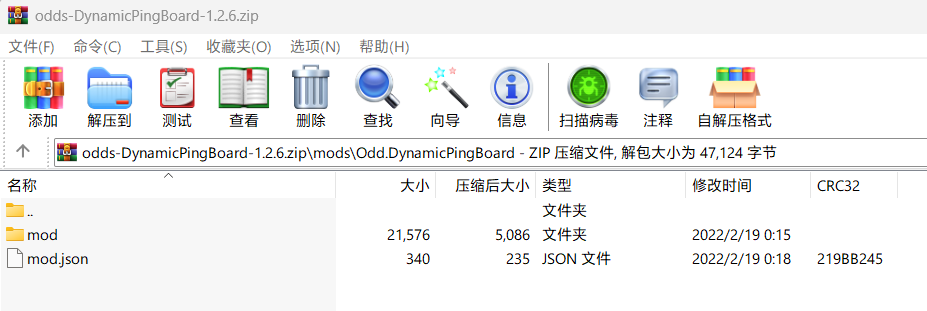 odds-DynamicPingBoard-1.2.6.zip
文件(F) 命令(C) 工具(S) 收藏夹(O) 选项(N) 帮助(H)
添加 解压到 测试 查看 删除 查找 向导 信息 扫描病毒 注释 自解压格式
odds-DynamicPingBoard-1.2.6.zip\mods\Odd.DynamicPingBoard - ZIP 压缩文件, 解包大小为 47,124 字节
名称 大小 压缩后大小 类型 修改时间 CRC32
.. 文件夹
mod 21,576 5,086 文件夹 2022/2/19 0:15
mod.json 340 235 JSON 文件 2022/2/19 0:18 219BB245